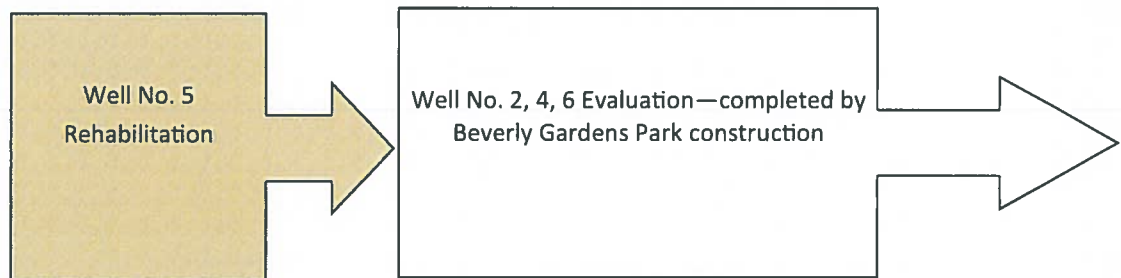 Well No. 5
Rehabilitation
Well No. 2, 4, 6 Evaluation—completed by
Beverly Gardens Park construction